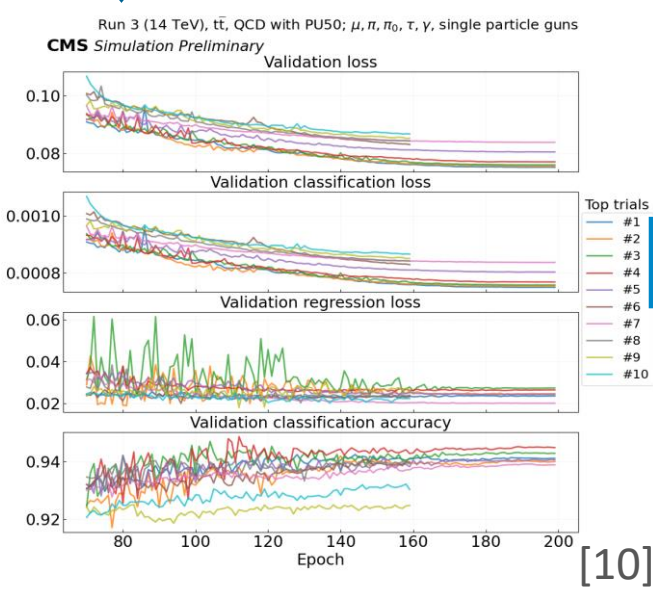 Run 3 (14 TeV), tt̄, QCD with PU50; μ, π, π₀, τ, γ, single particle guns
CMS Simulation Preliminary
Validation loss
0.10
0.08
Validation classification loss
0.0010
0.0008
Validation regression loss
0.06
0.04
0.02
Validation classification accuracy
0.94
0.92
80 100 120 140 160 180 200
Epoch
Top trials
#1
#2
#3
#4
#5
#6
#7
#8
#9
#10
[10]